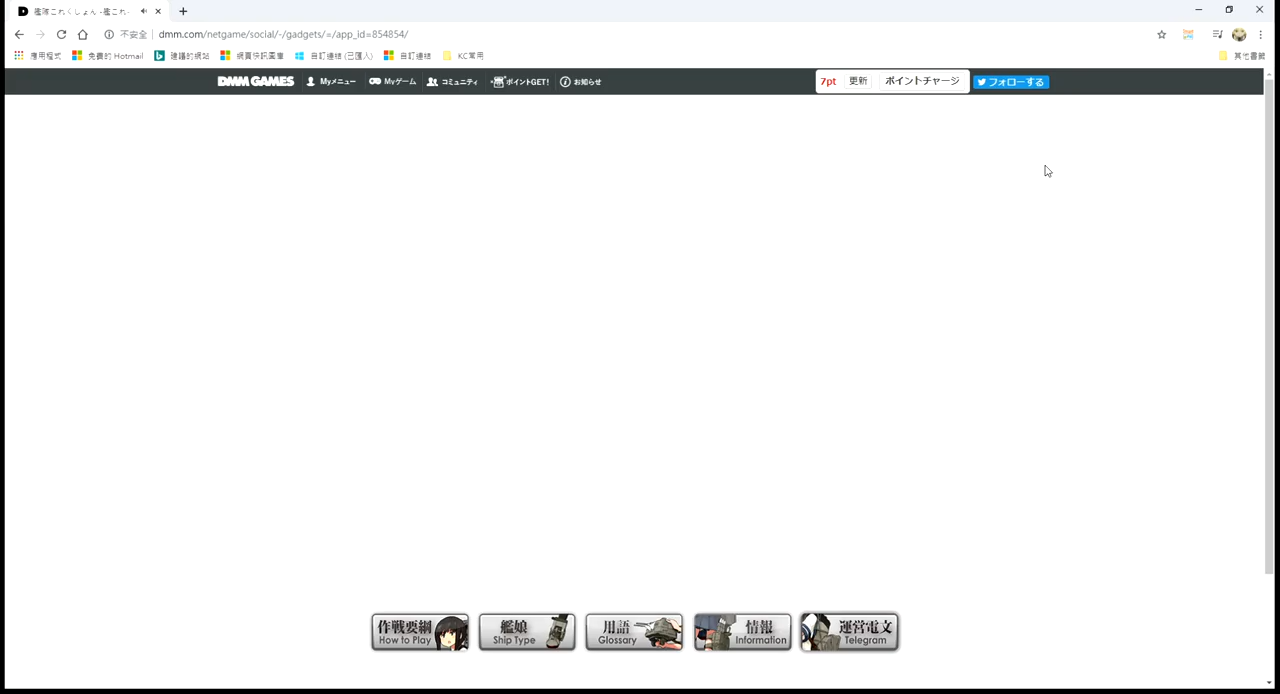 艦隊これくしょん -艦これ-
不安全 dmm.com/netgame/social/-/gadgets/=/app_id=854854/
應用程式 免費的 Hotmail 建議的網站 網頁快訊圖庫 自訂連結 (已匯入) 自訂連結 KC常用 其他書籤
DMM GAMES Myメニュー Myゲーム コミュニティ ポイントGET! お知らせ 7pt 更新 ポイントチャージ フォローする
作戦要綱 艦娘 用語 情報 運営電文
How to Play Ship Type Glossary Information Telegram